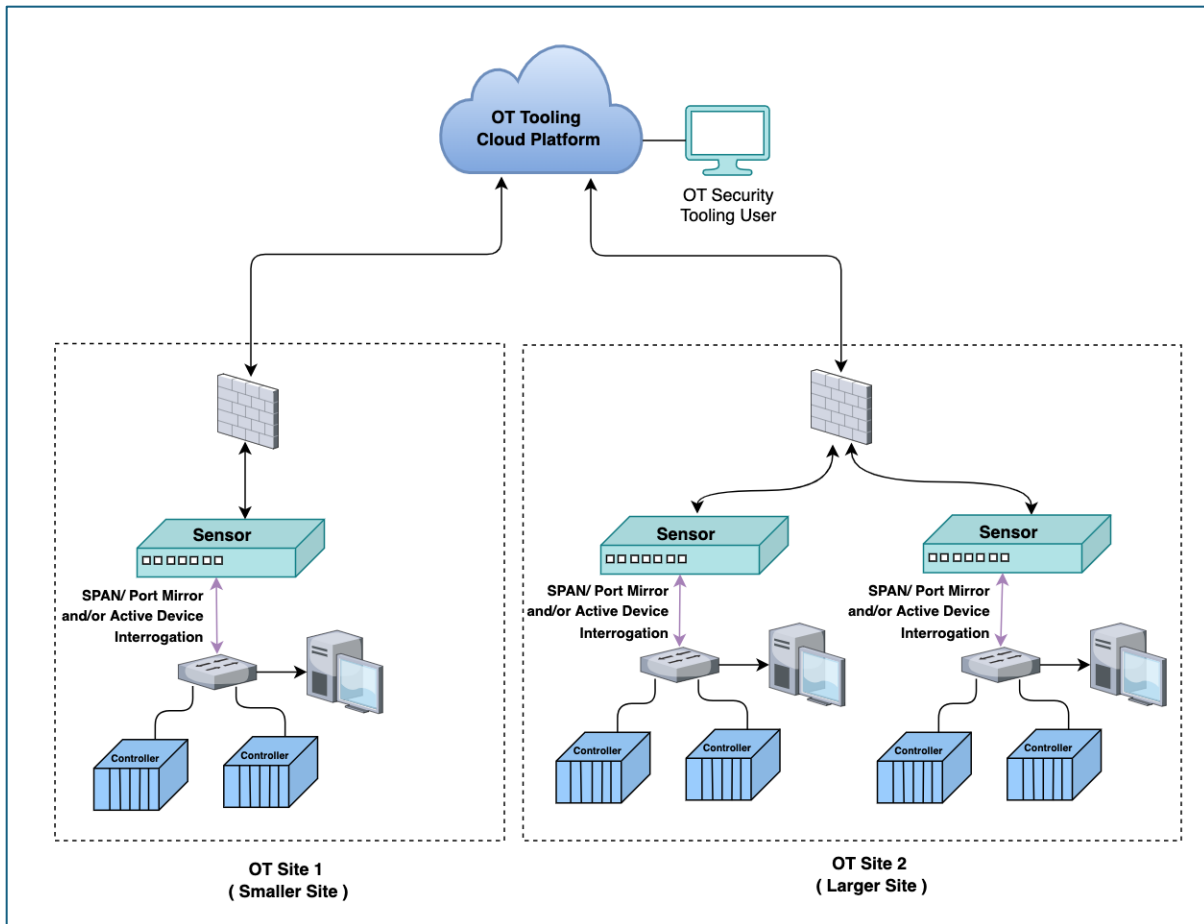 OT Tooling
Cloud Platform
OT Security
Tooling User
Sensor
SPAN/ Port Mirror
and/or Active Device
Interrogation
Controller
Controller
OT Site 1
( Smaller Site )
Sensor
SPAN/ Port Mirror
and/or Active Device
Interrogation
Controller
Controller
Sensor
SPAN/ Port Mirror
and/or Active Device
Interrogation
Controller
Controller
OT Site 2
( Larger Site )